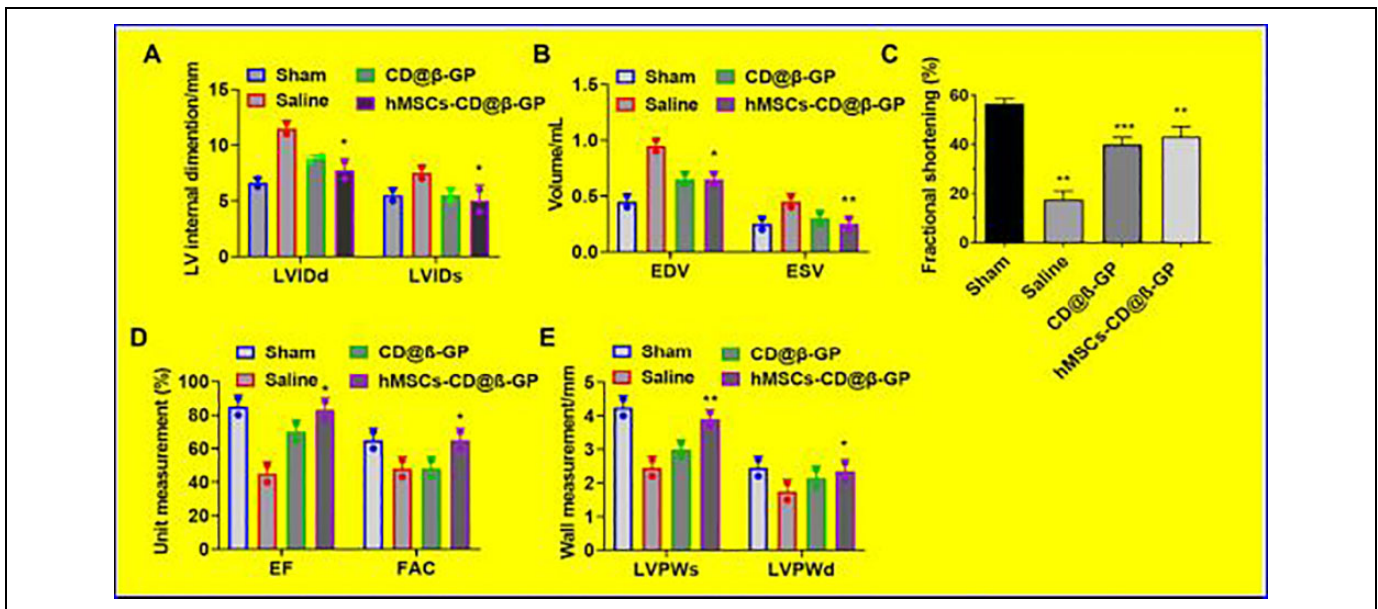 A
Sham
CD@β-GP
Saline
hMSCs-CD@β-GP
LV internal dimention/mm
15
10
5
0
*
*
LVIDd
LVIDs
B
Sham
CD@β-GP
Saline
hMSCs-CD@β-GP
Volume/mL
1.5
1.0
0.5
0.0
*
**
EDV
ESV
C
Fractional shortening (%)
60
40
20
0
**
***
**
Sham
Saline
CD@ß-GP
hMSCs-CD@ß-GP
D
Sham
CD@ß-GP
Saline
hMSCs-CD@ß-GP
Unit measurement (%)
100
80
60
40
20
0
*
*
EF
FAC
E
Sham
CD@β-GP
Saline
hMSCs-CD@β-GP
Wall measurement/mm
5
4
3
2
1
0
**
*
LVPWs
LVPWd